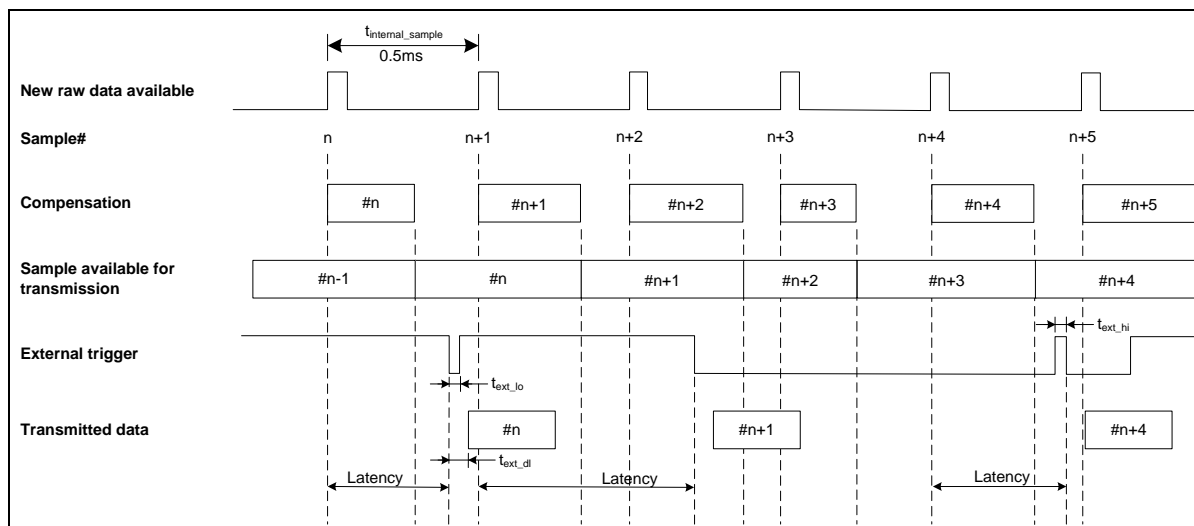 t_internal_sample
0.5ms
New raw data available
Sample#
n
n+1
n+2
n+3
n+4
n+5
Compensation
#n
#n+1
#n+2
#n+3
#n+4
#n+5
Sample available for
transmission
#n-1
#n
#n+1
#n+2
#n+3
#n+4
External trigger
t_ext_hi
t_ext_lo
Transmitted data
#n
#n+1
#n+4
t_ext_dl
Latency
Latency
Latency